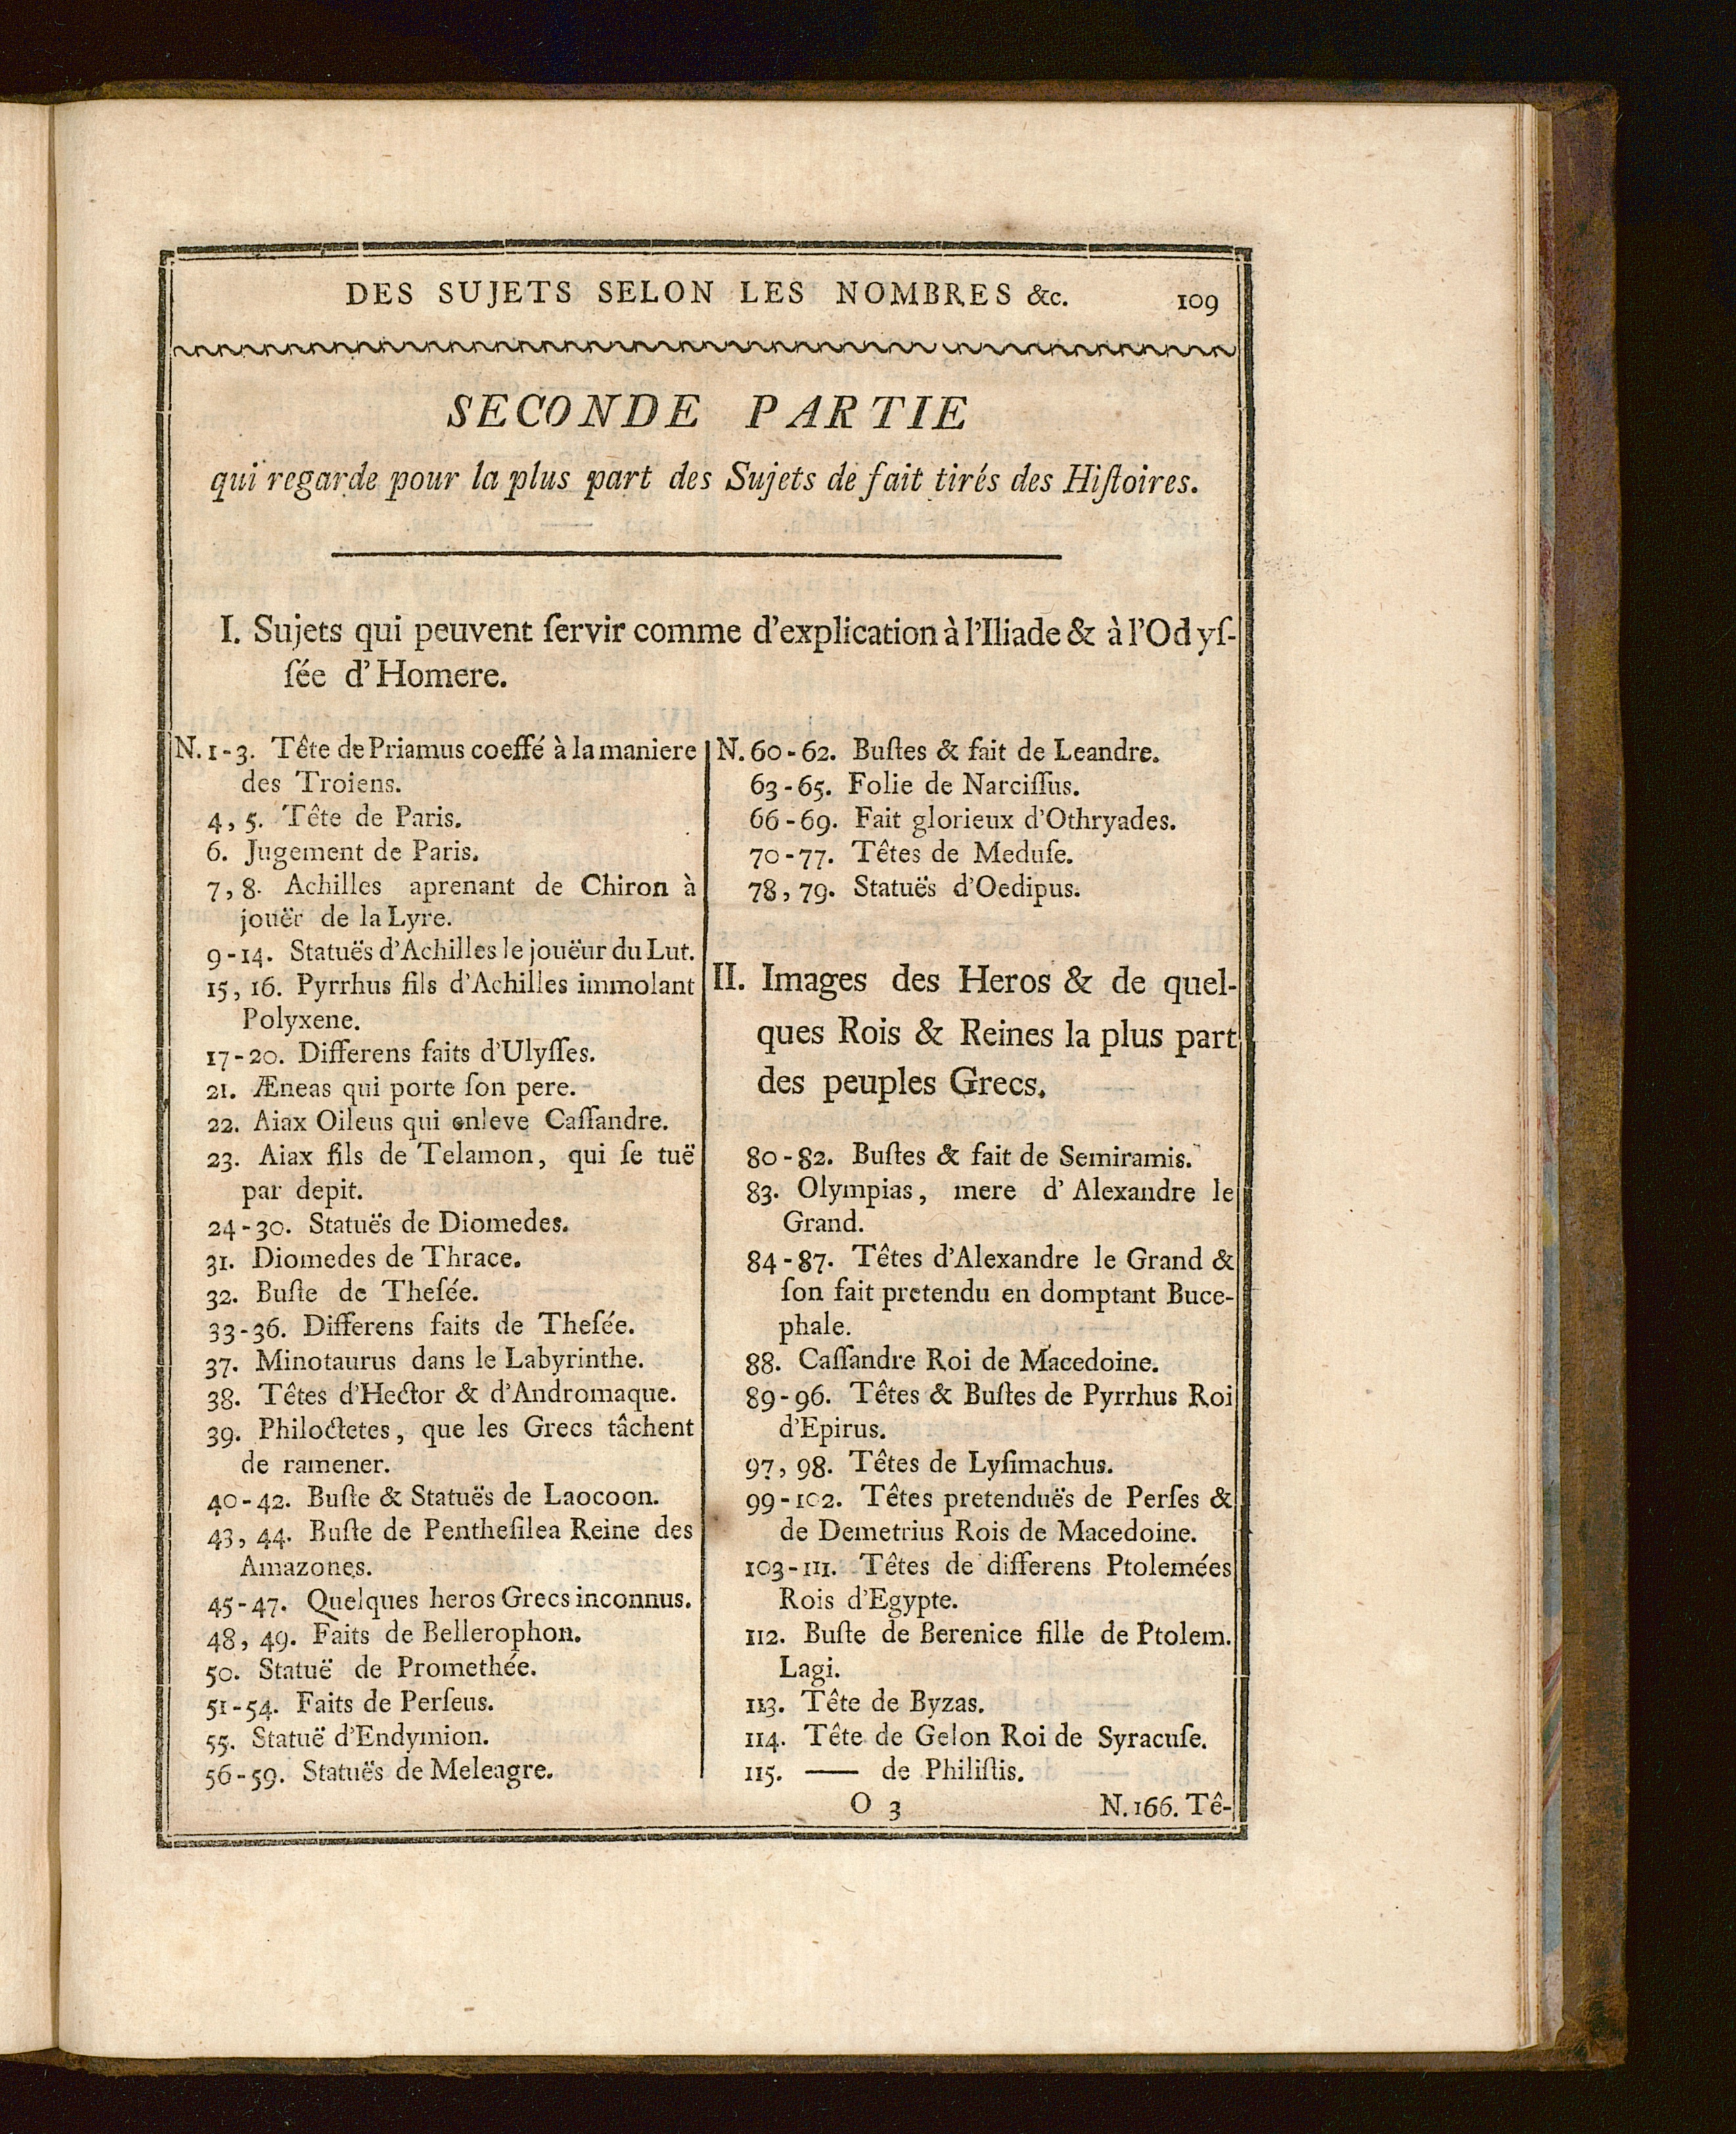 DES SUJETS SELON LES NOMBRES &c. 109
SECONDE PARTIE
qui regarde pour la plus part des Sujets de fait tirés des Hiſtoires.
I. Sujets qui peuvent ſervir comme d'explication à l'Iliade & à l'Odyſ-
ſée d'Homere.
N. 1-3. Tête de Priamus coeffé à la maniere
des Troiens.
4, 5. Tête de Paris.
6. Jugement de Paris.
7, 8. Achilles aprenant de Chiron à
jouër de la Lyre.
9-14. Statuës d'Achilles le jouëur du Lut.
15, 16. Pyrrhus fils d'Achilles immolant
Polyxene.
17-20. Differens faits d'Ulyſſes.
21. Æneas qui porte ſon pere.
22. Aiax Oileus qui enleve Caſſandre.
23. Aiax fils de Telamon, qui ſe tuë
par depit.
24-30. Statuës de Diomedes.
31. Diomedes de Thrace.
32. Buſte de Theſée.
33-36. Differens faits de Theſée.
37. Minotaurus dans le Labyrinthe.
38. Têtes d'Hector & d'Andromaque.
39. Philoctetes, que les Grecs tâchent
de ramener.
40-42. Buſte & Statuës de Laocoon.
43, 44. Buſte de Pentheſilea Reine des
Amazones.
45-47. Quelques heros Grecs inconnus.
48, 49. Faits de Bellerophon.
50. Statuë de Promethée.
51-54. Faits de Perſeus.
55. Statuë d'Endymion.
56-59. Statuës de Meleagre.
N. 60-62. Buſtes & fait de Leandre.
63-65. Folie de Narciſſus.
66-69. Fait glorieux d'Othryades.
70-77. Têtes de Meduſe.
78, 79. Statuës d'Oedipus.
II. Images des Heros & de quel-
ques Rois & Reines la plus part
des peuples Grecs.
80-82. Buſtes & fait de Semiramis.
83. Olympias, mere d'Alexandre le
Grand.
84-87. Têtes d'Alexandre le Grand &
ſon fait pretendu en domptant Buce-
phale.
88. Caſſandre Roi de Macedoine.
89-96. Têtes & Buſtes de Pyrrhus Roi
d'Epirus.
97, 98. Têtes de Lyſimachus.
99-102. Têtes pretenduës de Perſes &
de Demetrius Rois de Macedoine.
103-111. Têtes de differens Ptolemées
Rois d'Egypte.
112. Buſte de Berenice fille de Ptolem.
Lagi.
113. Tête de Byzas.
114. Tête de Gelon Roi de Syracuſe.
115. —— de Philiſtis.
O 3 N. 166. Tê-